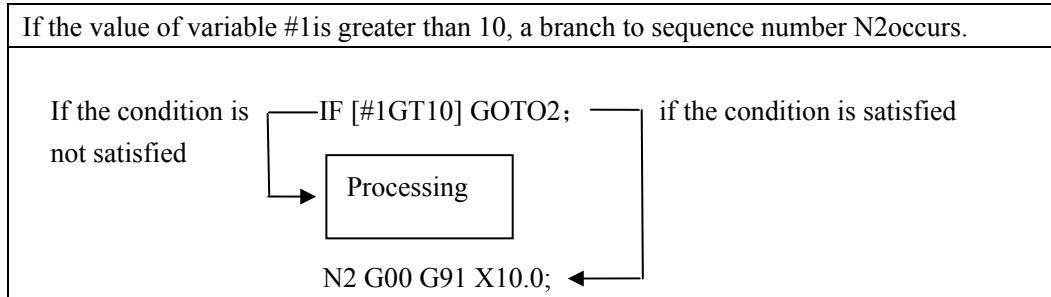 If the value of variable #1is greater than 10, a branch to sequence number N2occurs.
If the condition is
not satisfied
IF [#1GT10] GOTO2；
if the condition is satisfied
Processing
N2 G00 G91 X10.0;